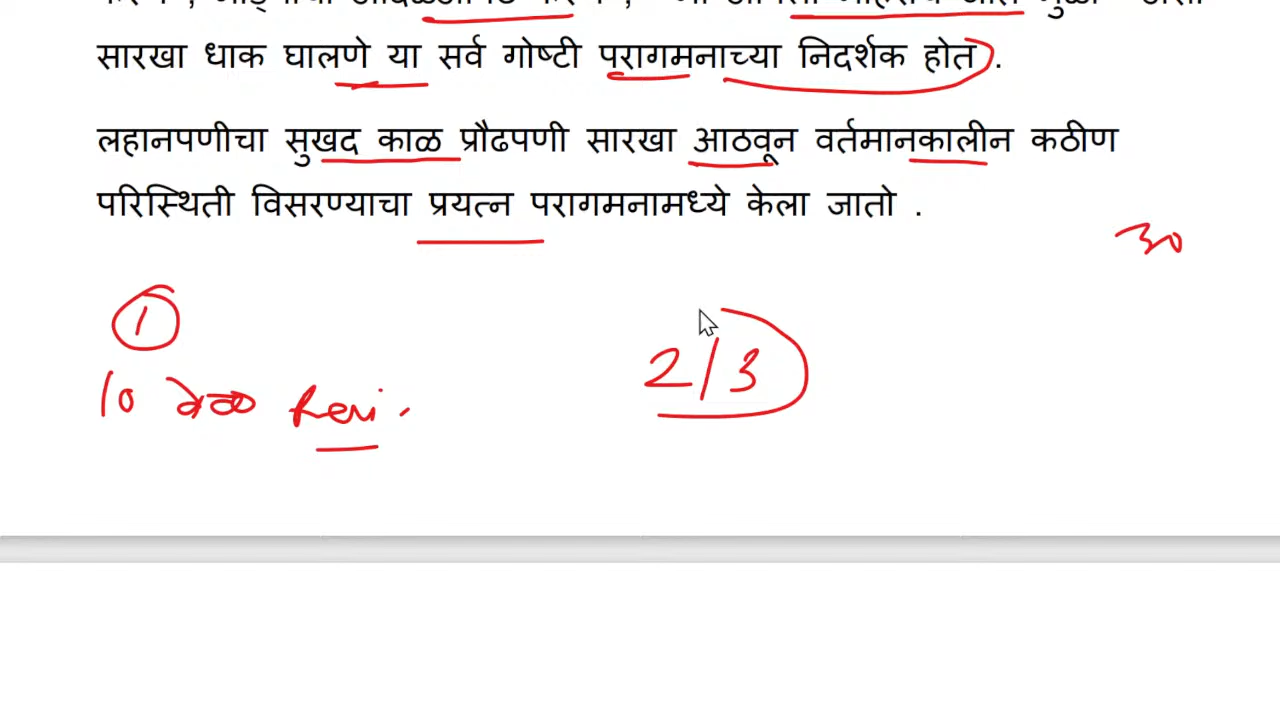 सारखा धाक घालणे या सर्व गोष्टी परागमनाच्या निदर्शक होत .
लहानपणीचा सुखद काळ प्रौढपणी सारखा आठवून वर्तमानकालीन कठीण
परिस्थिती विसरण्याचा प्रयत्न परागमनामध्ये केला जातो .
30
1
2/3
10 वेळा